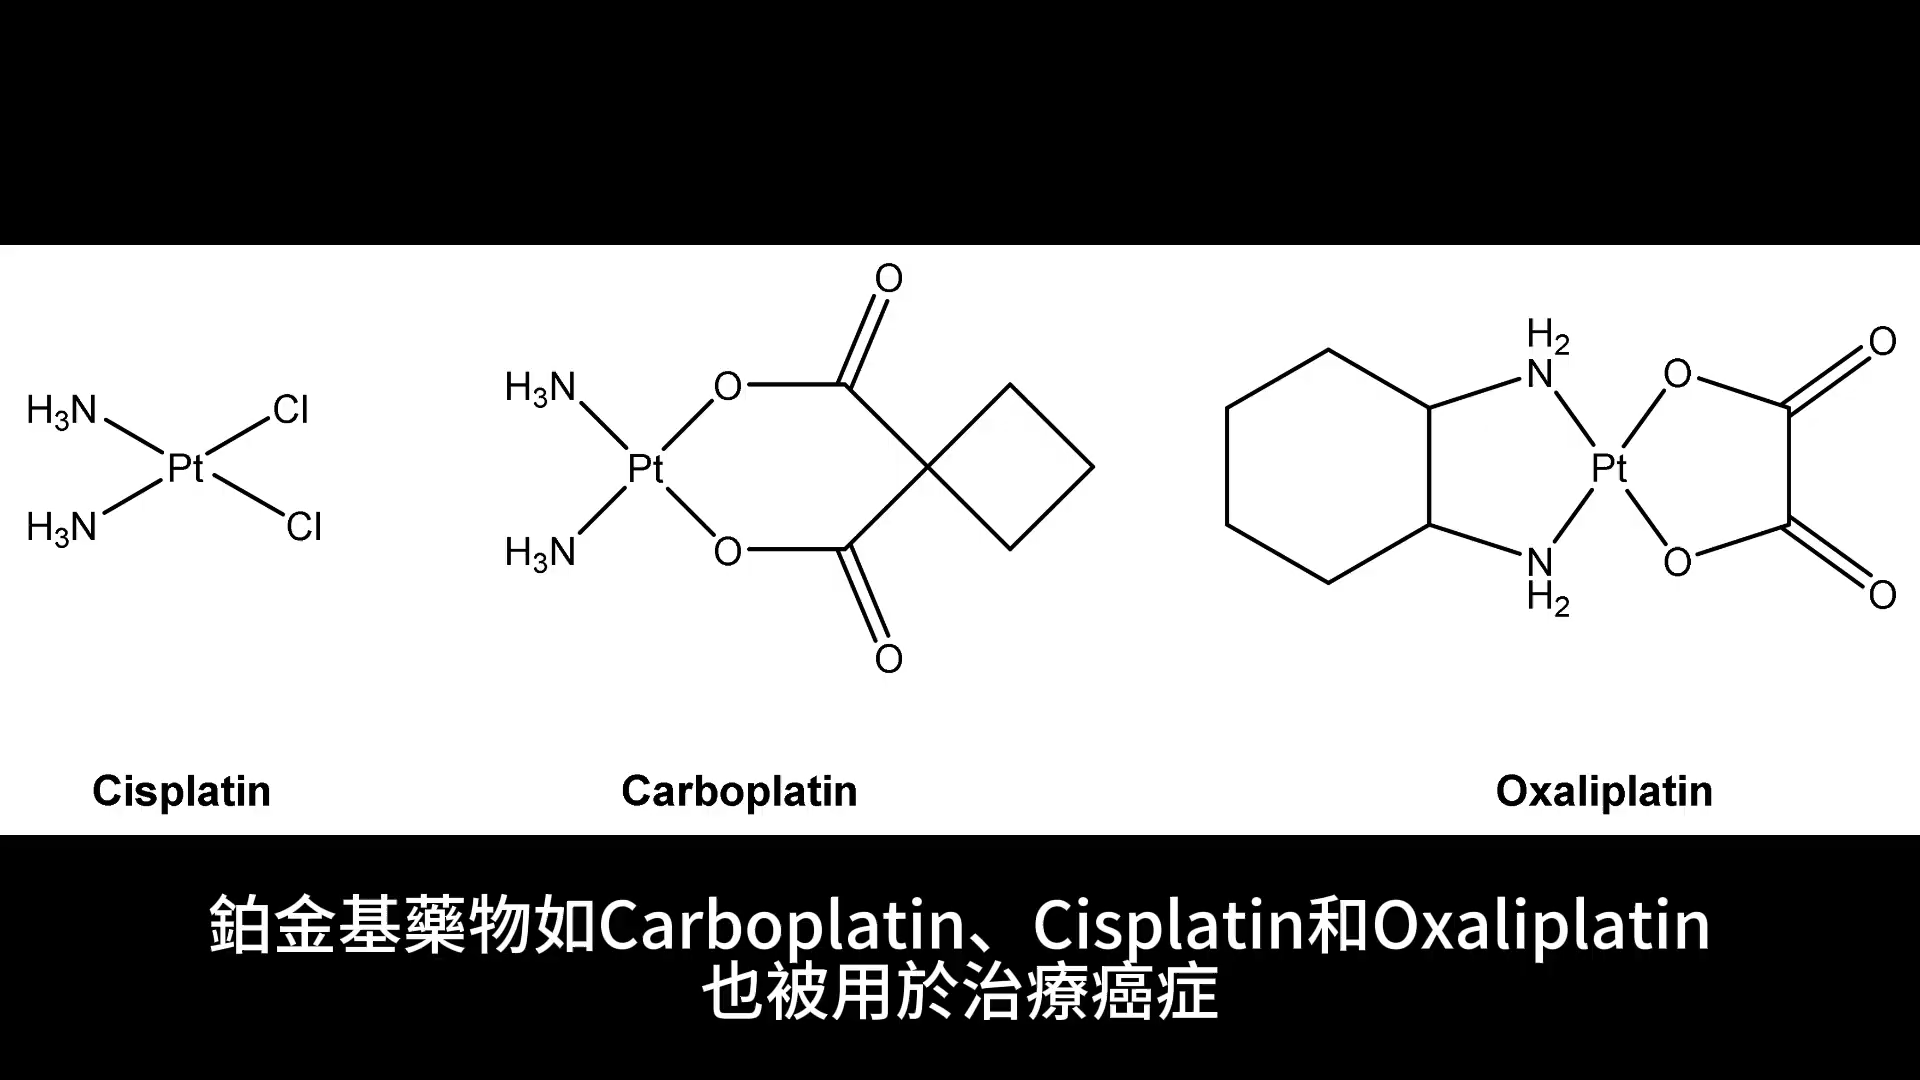 H3N
Cl
Pt
H3N
Cl
Cisplatin
O
H3N
O
Pt
H3N
O
O
Carboplatin
H2
N
O
O
Pt
N
H2
O
O
Oxaliplatin
鉑金基藥物如Carboplatin、Cisplatin和Oxaliplatin
也被用於治療癌症